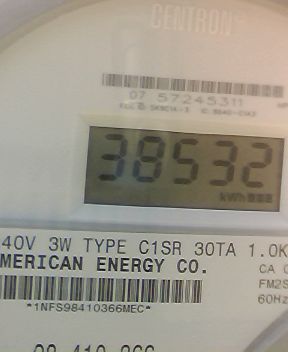 CENTRON®
07 57245311
38532
kWh
40V 3W TYPE C1SR 30TA 1.0K
MERICAN ENERGY CO.
CA 0
FM2S
60Hz
*1NFS98410366MEC*